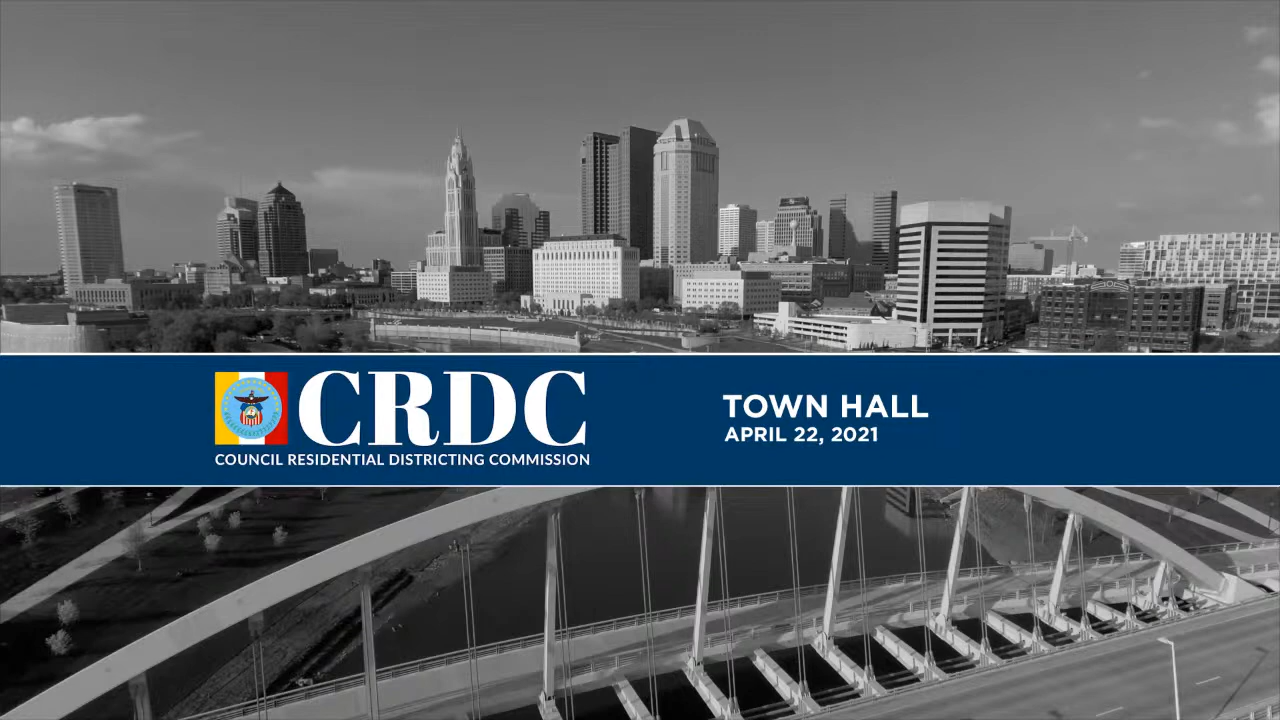 CRDC
COUNCIL RESIDENTIAL DISTRICTING COMMISSION
TOWN HALL
APRIL 22, 2021